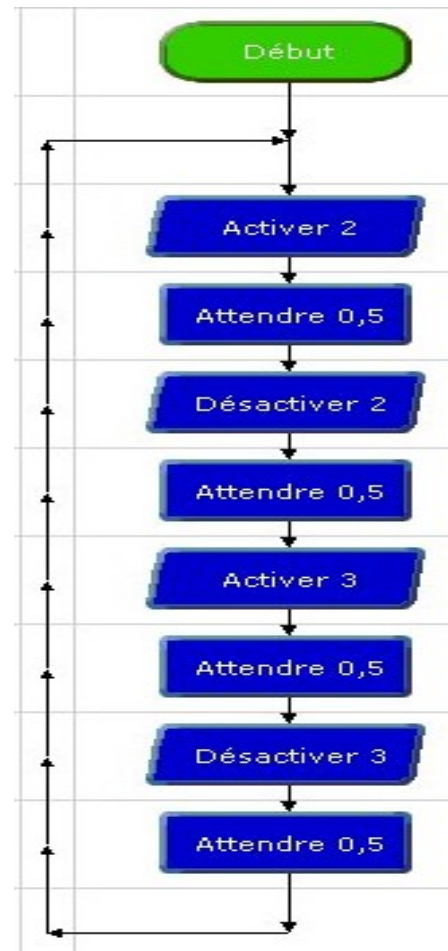 Début
Activer 2
Attendre 0,5
Désactiver 2
Attendre 0,5
Activer 3
Attendre 0,5
Désactiver 3
Attendre 0,5